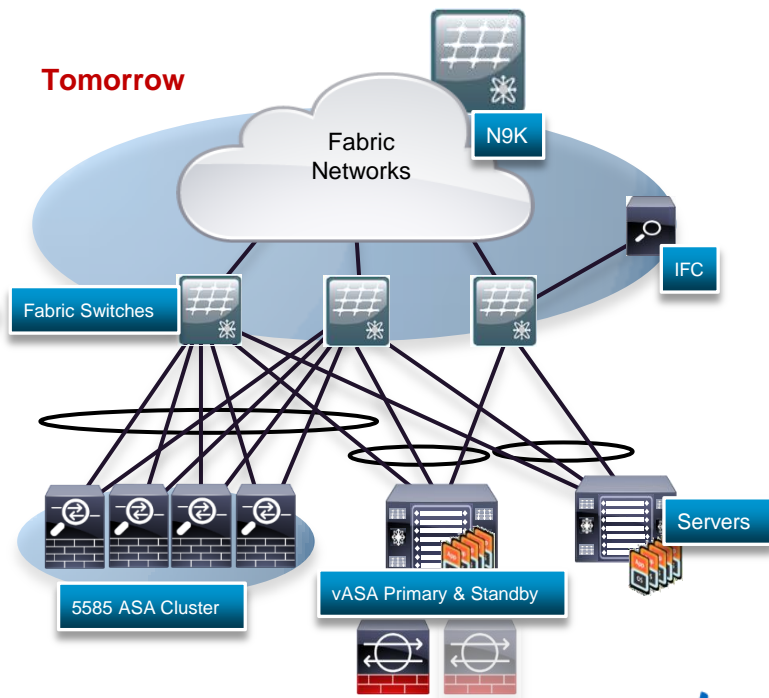 Tomorrow
Fabric
Networks
N9K
IFC
Fabric Switches
Servers
5585 ASA Cluster
vASA Primary & Standby